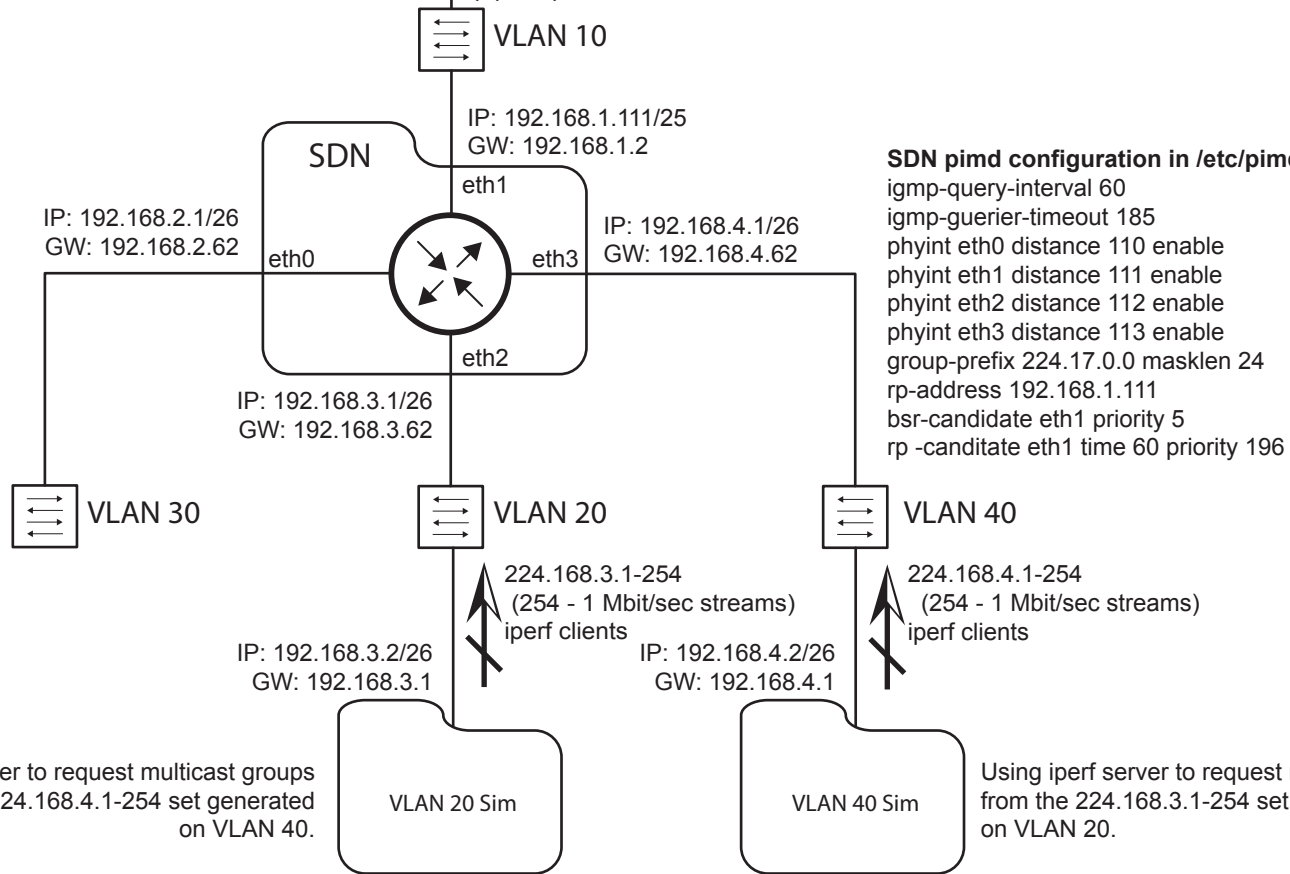 VLAN 10
IP: 192.168.1.111/25
GW: 192.168.1.2
SDN
eth1
IP: 192.168.2.1/26
GW: 192.168.2.62
eth0
eth3
IP: 192.168.4.1/26
GW: 192.168.4.62
eth2
IP: 192.168.3.1/26
GW: 192.168.3.62
SDN pimd configuration in /etc/pimd
igmp-query-interval 60
igmp-guerier-timeout 185
phyint eth0 distance 110 enable
phyint eth1 distance 111 enable
phyint eth2 distance 112 enable
phyint eth3 distance 113 enable
group-prefix 224.17.0.0 masklen 24
rp-address 192.168.1.111
bsr-candidate eth1 priority 5
rp -canditate eth1 time 60 priority 196
VLAN 30
VLAN 20
VLAN 40
224.168.3.1-254
(254 - 1 Mbit/sec streams)
iperf clients
224.168.4.1-254
(254 - 1 Mbit/sec streams)
iperf clients
IP: 192.168.3.2/26
GW: 192.168.3.1
IP: 192.168.4.2/26
GW: 192.168.4.1
er to request multicast groups
24.168.4.1-254 set generated
on VLAN 40.
VLAN 20 Sim
VLAN 40 Sim
Using iperf server to request
from the 224.168.3.1-254 set
on VLAN 20.